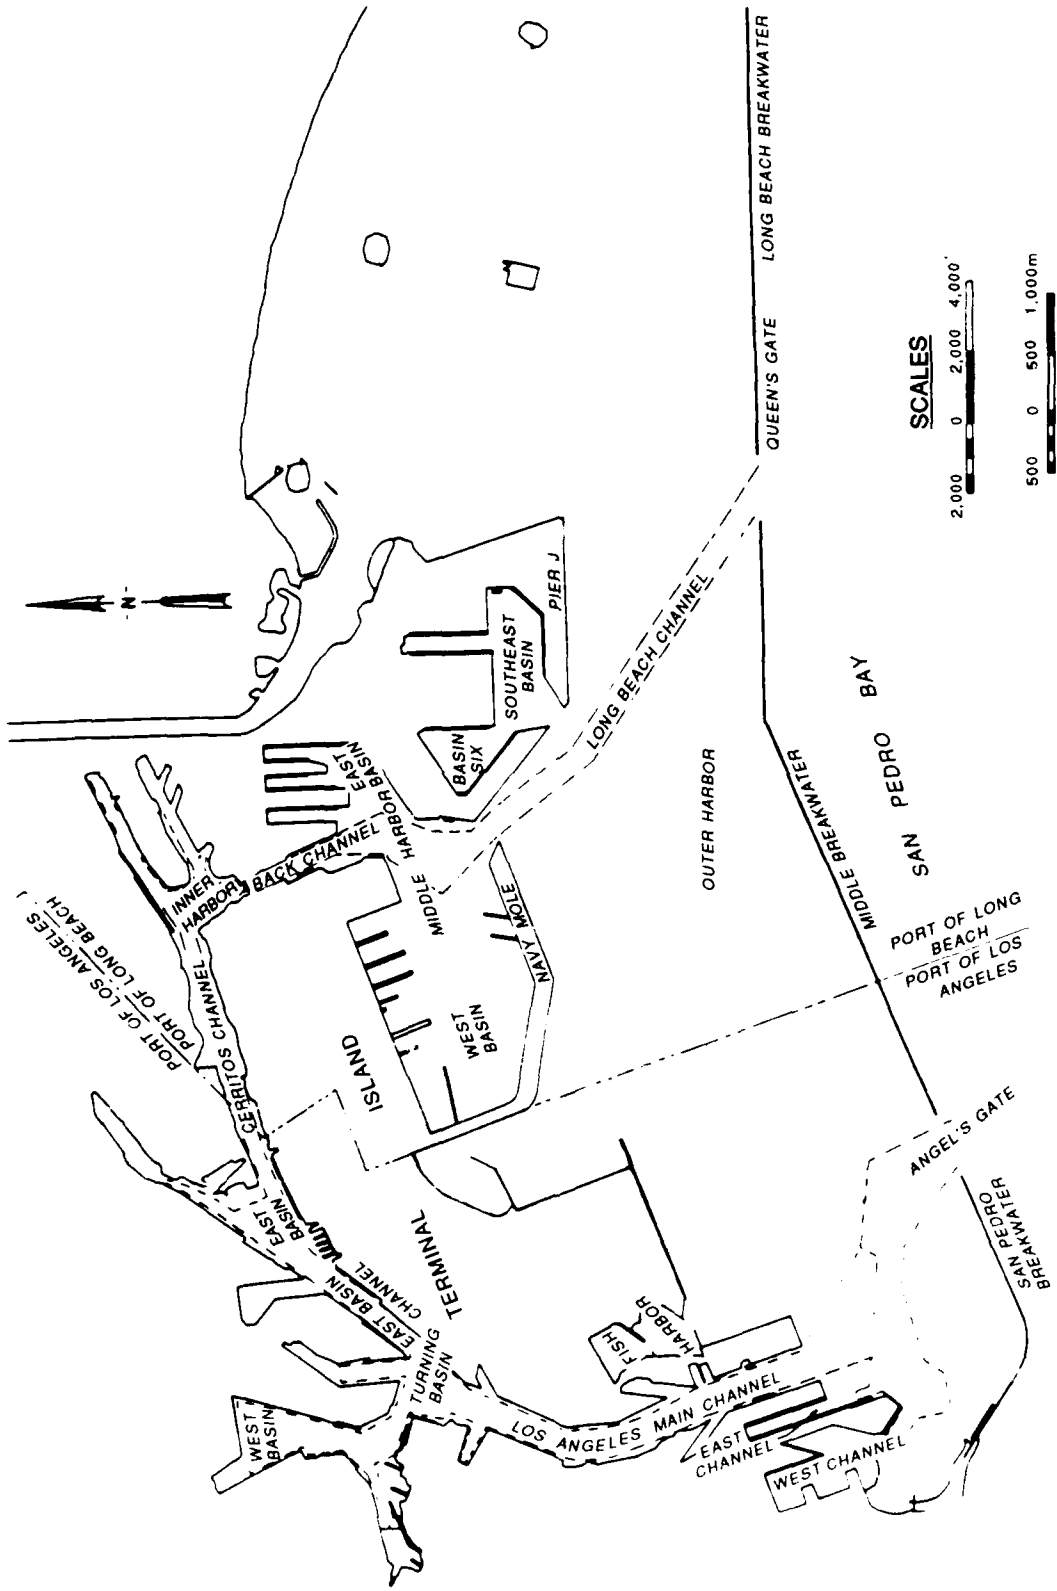 N
PORT OF LOS ANGELES
PORT OF LONG BEACH
INNER
HARBOR
BACK CHANNEL
CERRITOS CHANNEL
EAST
BASIN
EAST BASIN
CHANNEL
WEST
BASIN
TURNING
BASIN
TERMINAL
ISLAND
EAST
BASIN
MIDDLE HARBOR
WEST
BASIN
NAVY MOLE
BASIN
SIX
SOUTHEAST
BASIN
PIER J
LONG BEACH CHANNEL
FISH
HARBOR
LOS ANGELES MAIN CHANNEL
EAST
CHANNEL
WEST CHANNEL
OUTER HARBOR
QUEEN'S GATE
LONG BEACH BREAKWATER
MIDDLE BREAKWATER
SAN PEDRO BAY
PORT OF LONG
BEACH
PORT OF LOS
ANGELES
ANGEL'S GATE
SAN PEDRO
BREAKWATER
SCALES
2,000 0 2,000 4,000'
500 0 500 1,000m